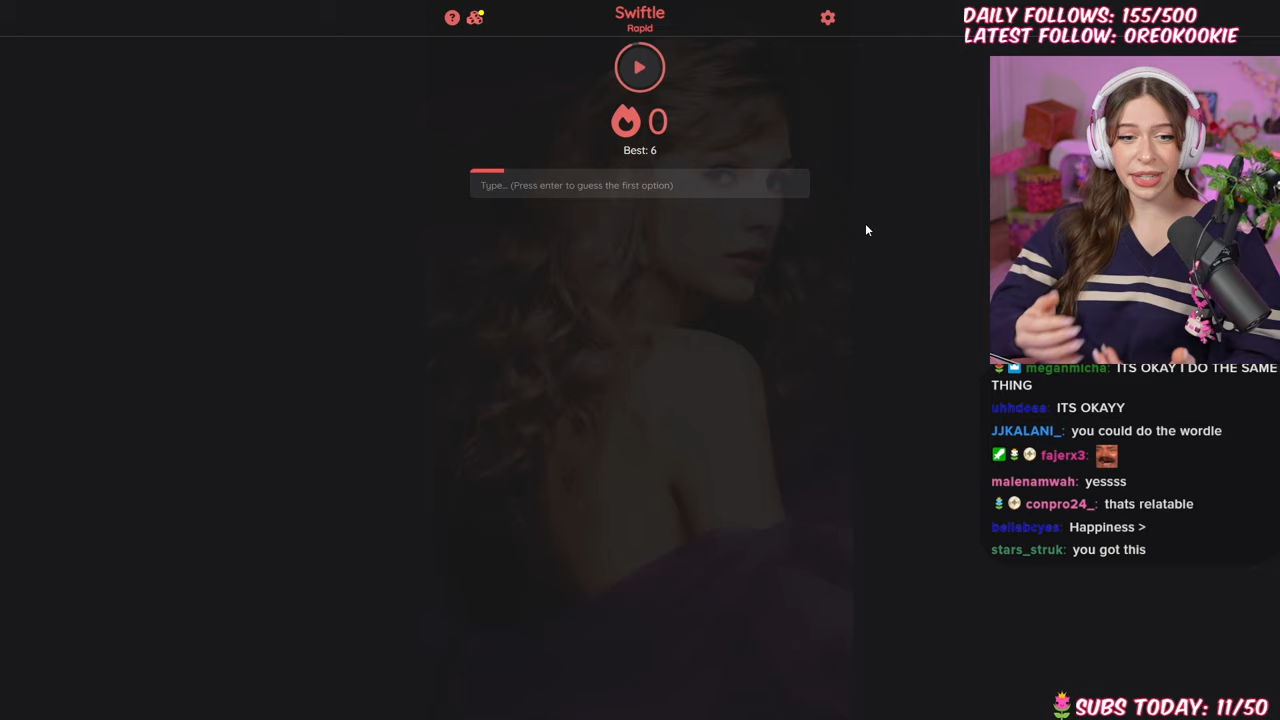 Swiftle
Rapid
0
Best: 6
Type... (Press enter to guess the first option)
DAILY FOLLOWS: 155/500
LATEST FOLLOW: OREOKOOKIE
meganmicha: ITS OKAY I DO THE SAME
THING
uhhdose: ITS OKAYY
JJKALANI_: you could do the wordle
fajerx3:
malenamwah: yessss
conpro24_: thats relatable
Happiness >
stars_struk: you got this
SUBS TODAY: 11/50